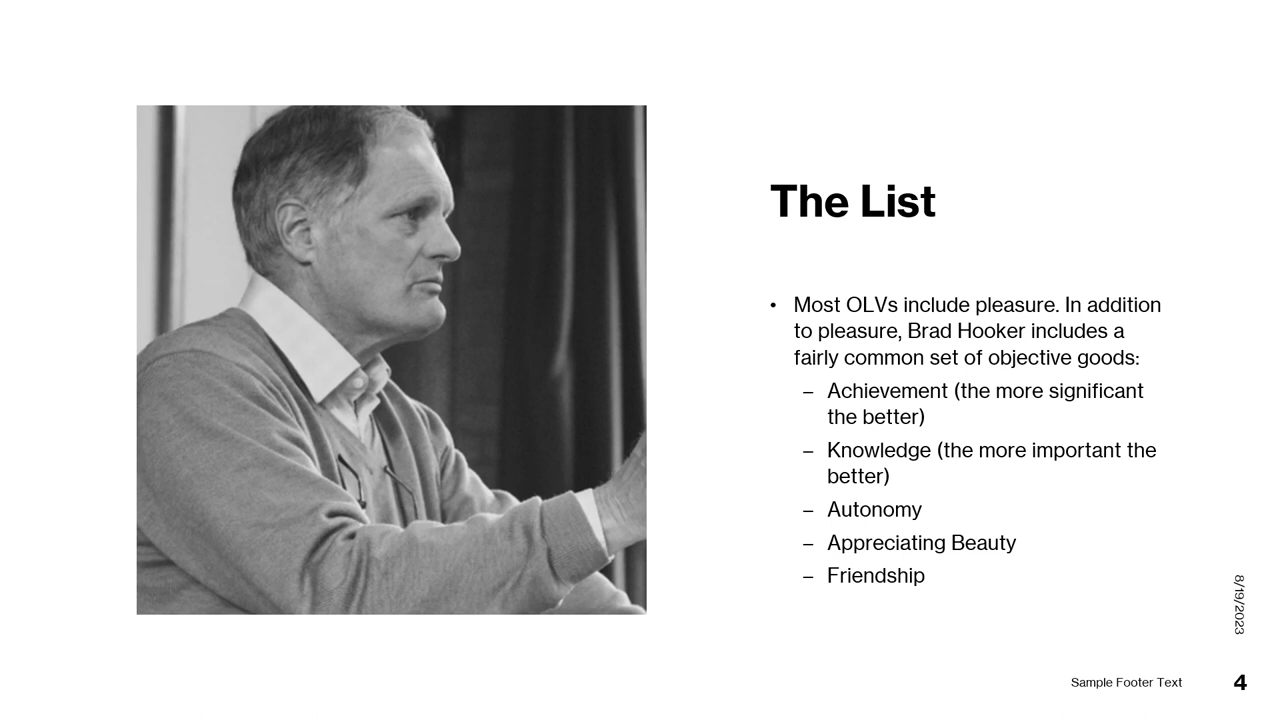 The List
• Most OLVs include pleasure. In addition
to pleasure, Brad Hooker includes a
fairly common set of objective goods:
– Achievement (the more significant
the better)
– Knowledge (the more important the
better)
– Autonomy
– Appreciating Beauty
– Friendship
8/19/2023
Sample Footer Text
4